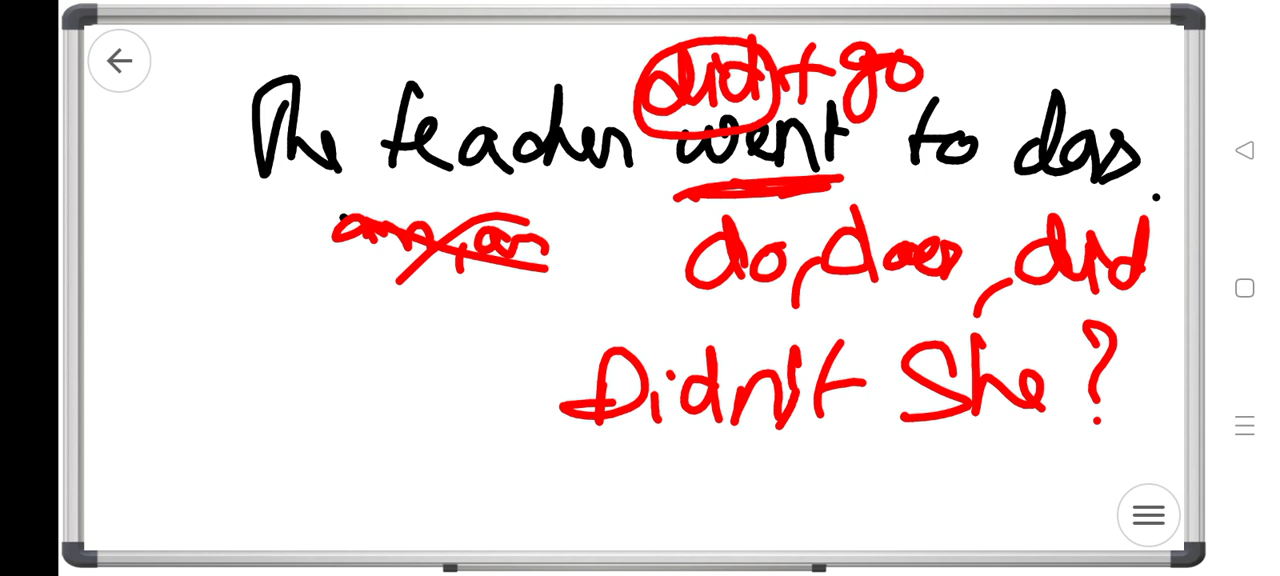 did + go
The teacher went to class.
do, does, did
Didn't She?